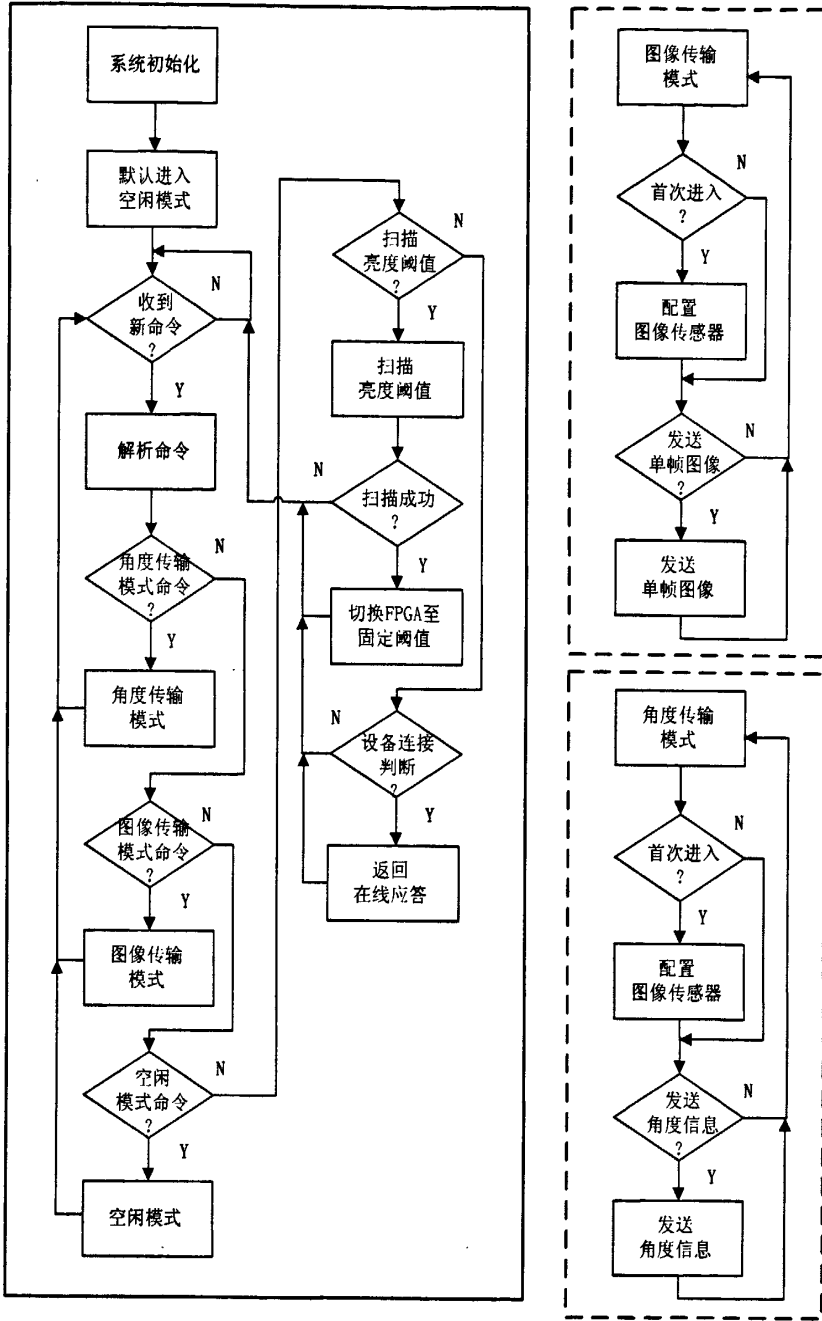 系统初始化
默认进入
空闲模式
收到
新命令
?
N
Y
解析命令
角度传输
模式命令
?
N
Y
角度传输
模式
图像传输
模式命令
?
N
Y
图像传输
模式
空闲
模式命令
?
N
Y
空闲模式
扫描
亮度阈值
?
N
Y
扫描
亮度阈值
扫描成功
?
N
Y
切换FPGA至
固定阈值
设备连接
判断
?
N
Y
返回
在线应答
图像传输
模式
首次进入
?
N
Y
配置
图像传感器
发送
单帧图像
?
N
Y
发送
单帧图像
角度传输
模式
首次进入
?
N
Y
配置
图像传感器
发送
角度信息
?
N
Y
发送
角度信息